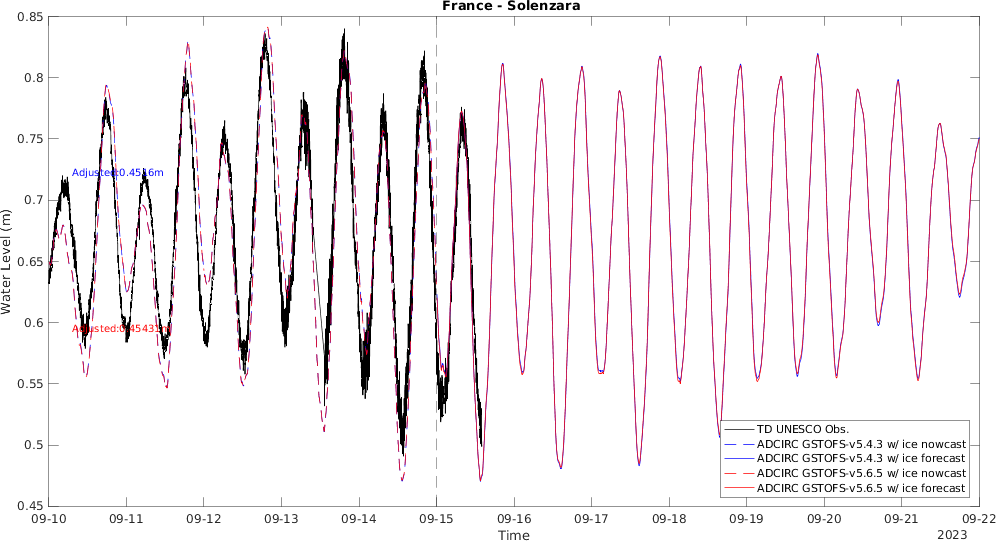 France - Solenzara
0.85
0.8
0.75
0.7
0.65
0.6
0.55
0.5
0.45
Water Level (m)
Adjusted:0.4516m
09-10
09-11
09-12
09-13
09-14
09-15
09-16
09-17
09-18
09-19
09-20
09-21
09-22
Time
2023
TD UNESCO Obs.
ADCIRC GSTOFS-v5.4.3 w/ ice nowcast
ADCIRC GSTOFS-v5.4.3 w/ ice forecast
ADCIRC GSTOFS-v5.6.5 w/ ice nowcast
ADCIRC GSTOFS-v5.6.5 w/ ice forecast